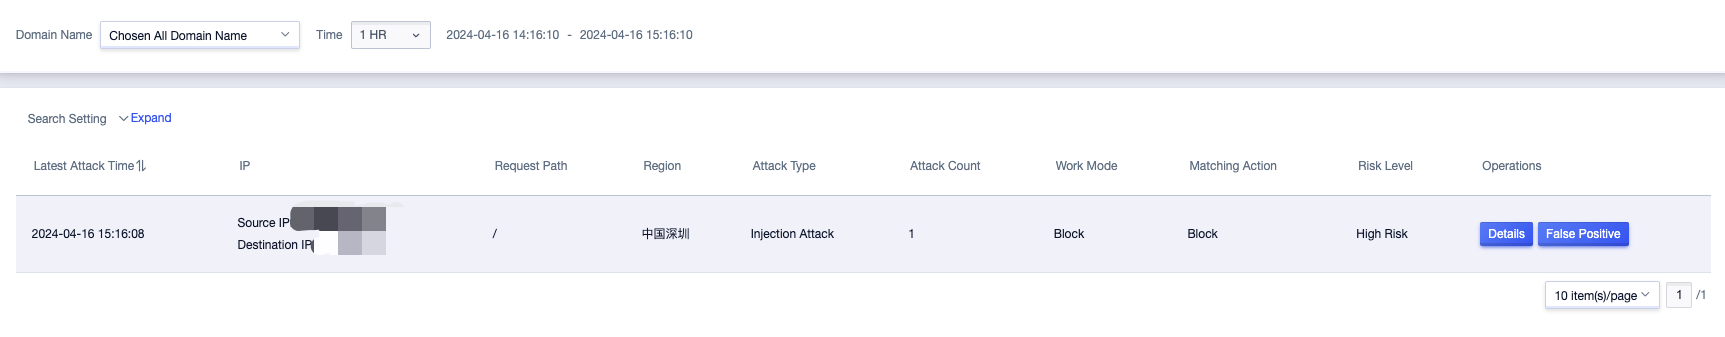 Domain Name Chosen All Domain Name Time 1 HR 2024-04-16 14:16:10 - 2024-04-16 15:16:10
Search Setting Expand
Latest Attack Time IP Request Path Region Attack Type Attack Count Work Mode Matching Action Risk Level Operations
Source IP
2024-04-16 15:16:08 / 中国深圳 Injection Attack 1 Block Block High Risk Details False Positive
Destination IP
10 item(s)/page 1 /1